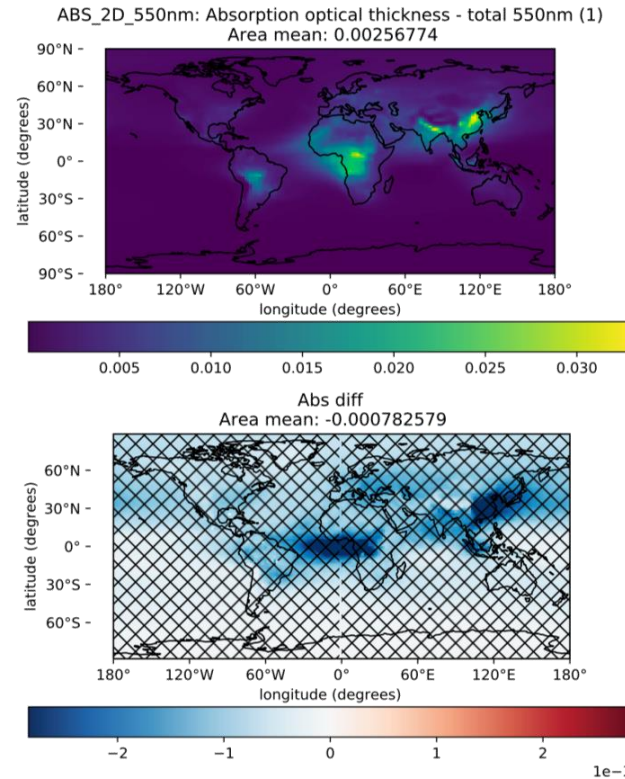 ABS_2D_550nm: Absorption optical thickness - total 550nm (1)
Area mean: 0.00256774
90°N
60°N
30°N
0°
30°S
60°S
90°S
latitude (degrees)
180° 120°W 60°W 0° 60°E 120°E 180°
longitude (degrees)
0.005 0.010 0.015 0.020 0.025 0.030
Abs diff
Area mean: -0.000782579
60°N
30°N
0°
30°S
60°S
latitude (degrees)
180° 120°W 60°W 0° 60°E 120°E 180°
longitude (degrees)
−2 −1 0 1 2